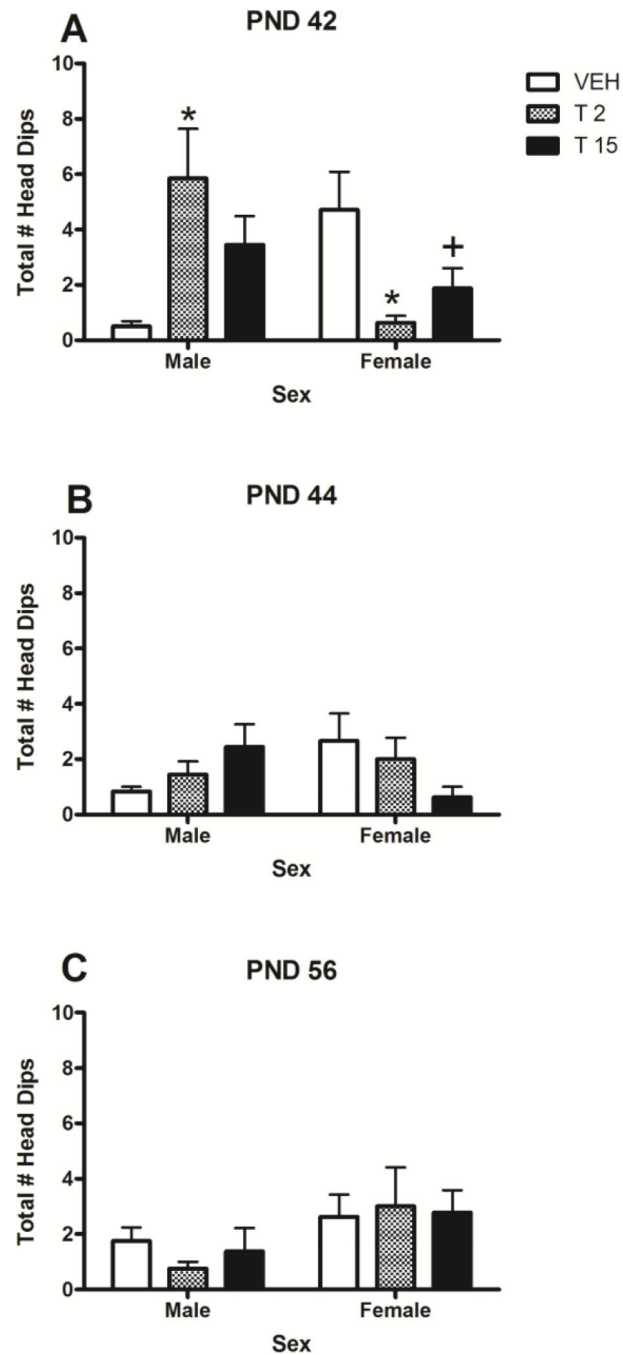 A
PND 42
10
8
6
4
2
0
Total # Head Dips
*
*
+
Male
Female
Sex
VEH
T 2
T 15
B
PND 44
10
8
6
4
2
0
Total # Head Dips
Male
Female
Sex
C
PND 56
10
8
6
4
2
0
Total # Head Dips
Male
Female
Sex